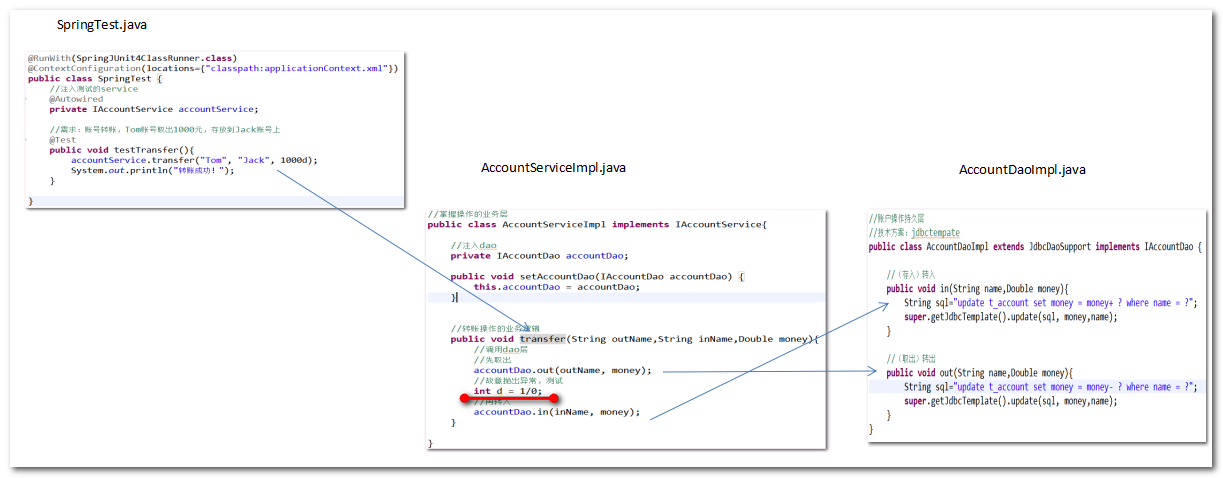 SpringTest.java
@RunWith(SpringJUnit4ClassRunner.class)
@ContextConfiguration(locations={"classpath:applicationContext.xml"})
public class SpringTest {
//注入测试的service
@Autowired
private IAccountService accountService;
//需求：账号转账，Tom账号取出1000元，存放到Jack账号上
@Test
public void testTransfer(){
accountService.transfer("Tom", "Jack", 1000d);
System.out.println("转账成功！");
}
}
AccountServiceImpl.java
//掌握操作的业务层
public class AccountServiceImpl implements IAccountService{
//注入dao
private IAccountDao accountDao;
public void setAccountDao(IAccountDao accountDao) {
this.accountDao = accountDao;
}
//转账操作的业务逻辑
public void transfer(String outName,String inName,Double money){
//调用dao层
//先取出
accountDao.out(outName, money);
//故意抛出异常，测试
int d = 1/0;
//再转入
accountDao.in(inName, money);
}
}
AccountDaoImpl.java
//账户操作持久层
//技术方案：jdbctempate
public class AccountDaoImpl extends JdbcDaoSupport implements IAccountDao {
//（存入）转入
public void in(String name,Double money){
String sql="update t_account set money = money+ ? where name = ?";
super.getJdbcTemplate().update(sql, money,name);
}
//（取出）转出
public void out(String name,Double money){
String sql="update t_account set money = money- ? where name = ?";
super.getJdbcTemplate().update(sql, money,name);
}
}